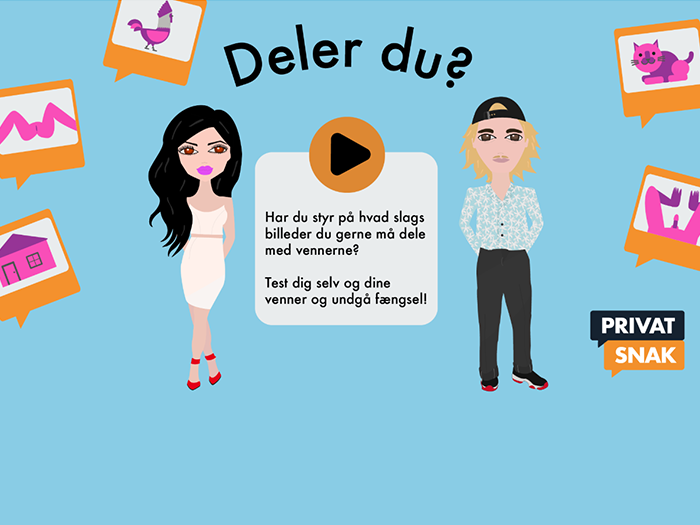 Deler du?
Har du styr på hvad slags
billeder du gerne må dele
med vennerne?
Test dig selv og dine
venner og undgå fængsel!
PRIVAT
SNAK